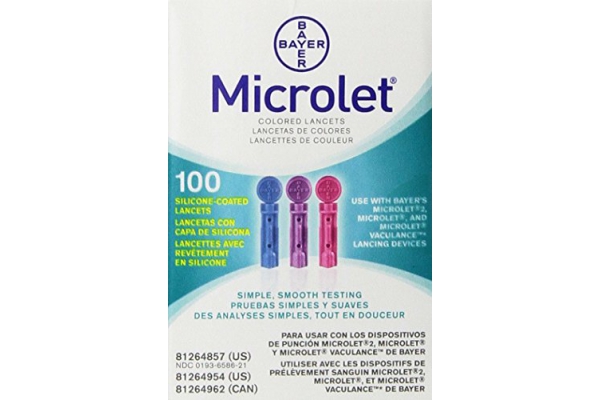 BAYER
BAYER
Microlet®
COLORED LANCETS
LANCETAS DE COLORES
LANCETTES DE COULEUR
100
SILICONE-COATED
LANCETS
LANCETAS CON
CAPA DE SILICONA
LANCETTES AVEC
REVÊTEMENT
EN SILICONE
USE WITH BAYER'S
MICROLET®2,
MICROLET®, AND
MICROLET®
VACULANCE™
LANCING DEVICES
SIMPLE, SMOOTH TESTING
PRUEBAS SIMPLES Y SUAVES
DES ANALYSES SIMPLES, TOUT EN DOUCEUR
81264857 (US)
NDC 0193-6586-21
81264954 (US)
81264962 (CAN)
PARA USAR CON LOS DISPOSITIVOS
DE PUNCIÓN MICROLET®2, MICROLET®
Y MICROLET® VACULANCE™ DE BAYER
UTILISER AVEC LES DISPOSITIFS DE
PRÉLÈVEMENT SANGUIN MICROLET®2,
MICROLET®, ET MICROLET®
VACULANCE™ DE BAYER